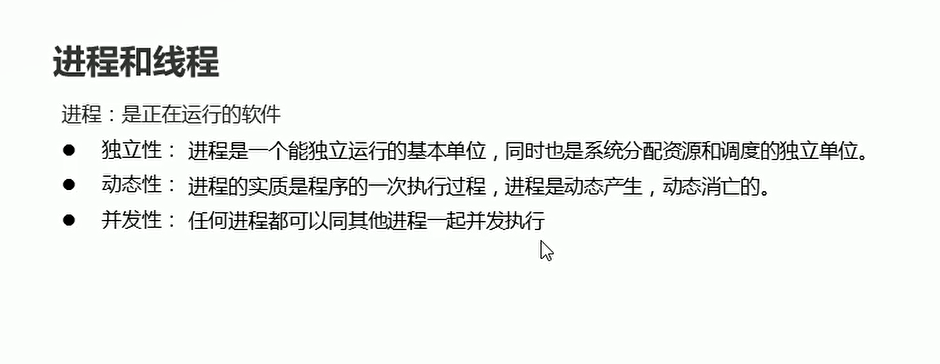 进程和线程
进程：是正在运行的软件
● 独立性： 进程是一个能独立运行的基本单位，同时也是系统分配资源和调度的独立单位。
● 动态性： 进程的实质是程序的一次执行过程，进程是动态产生，动态消亡的。
● 并发性： 任何进程都可以同其他进程一起并发执行